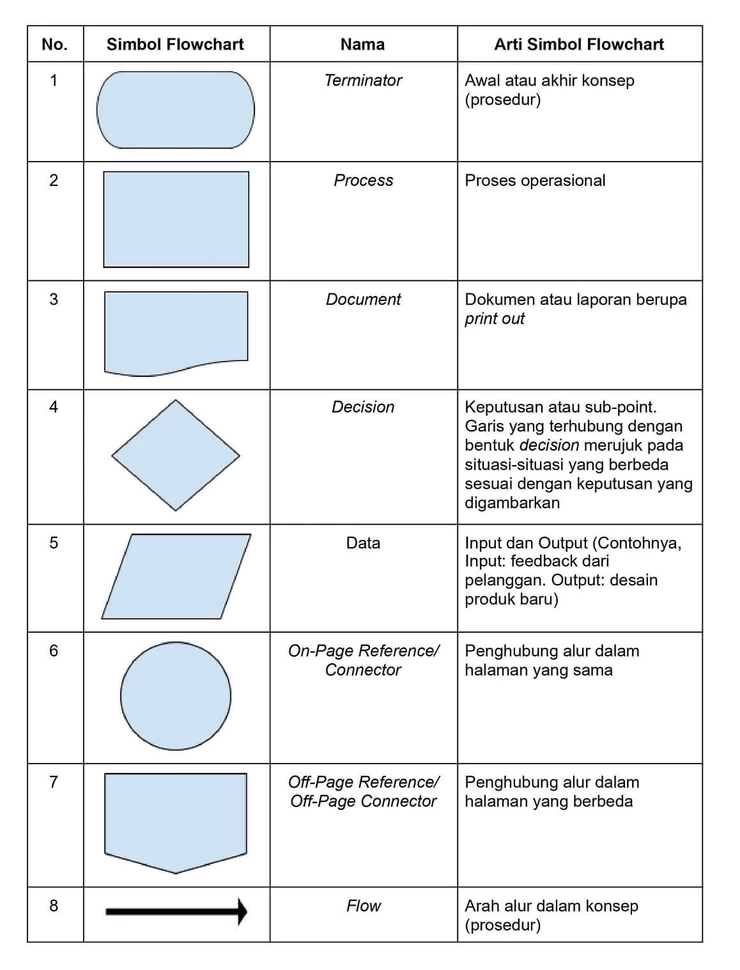 No. Simbol Flowchart Nama Arti Simbol Flowchart
1 Terminator Awal atau akhir konsep
(prosedur)
2 Process Proses operasional
3 Document Dokumen atau laporan berupa
print out
4 Decision Keputusan atau sub-point.
Garis yang terhubung dengan
bentuk decision merujuk pada
situasi-situasi yang berbeda
sesuai dengan keputusan yang
digambarkan
5 Data Input dan Output (Contohnya,
Input: feedback dari
pelanggan. Output: desain
produk baru)
6 On-Page Reference/ Penghubung alur dalam
Connector halaman yang sama
7 Off-Page Reference/ Penghubung alur dalam
Off-Page Connector halaman yang berbeda
8 Flow Arah alur dalam konsep
(prosedur)